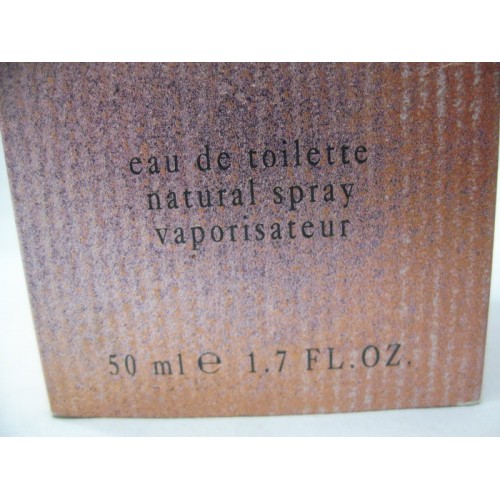 eau de toilette
natural spray
vaporisateur
50 ml ℮ 1.7 FL.OZ.